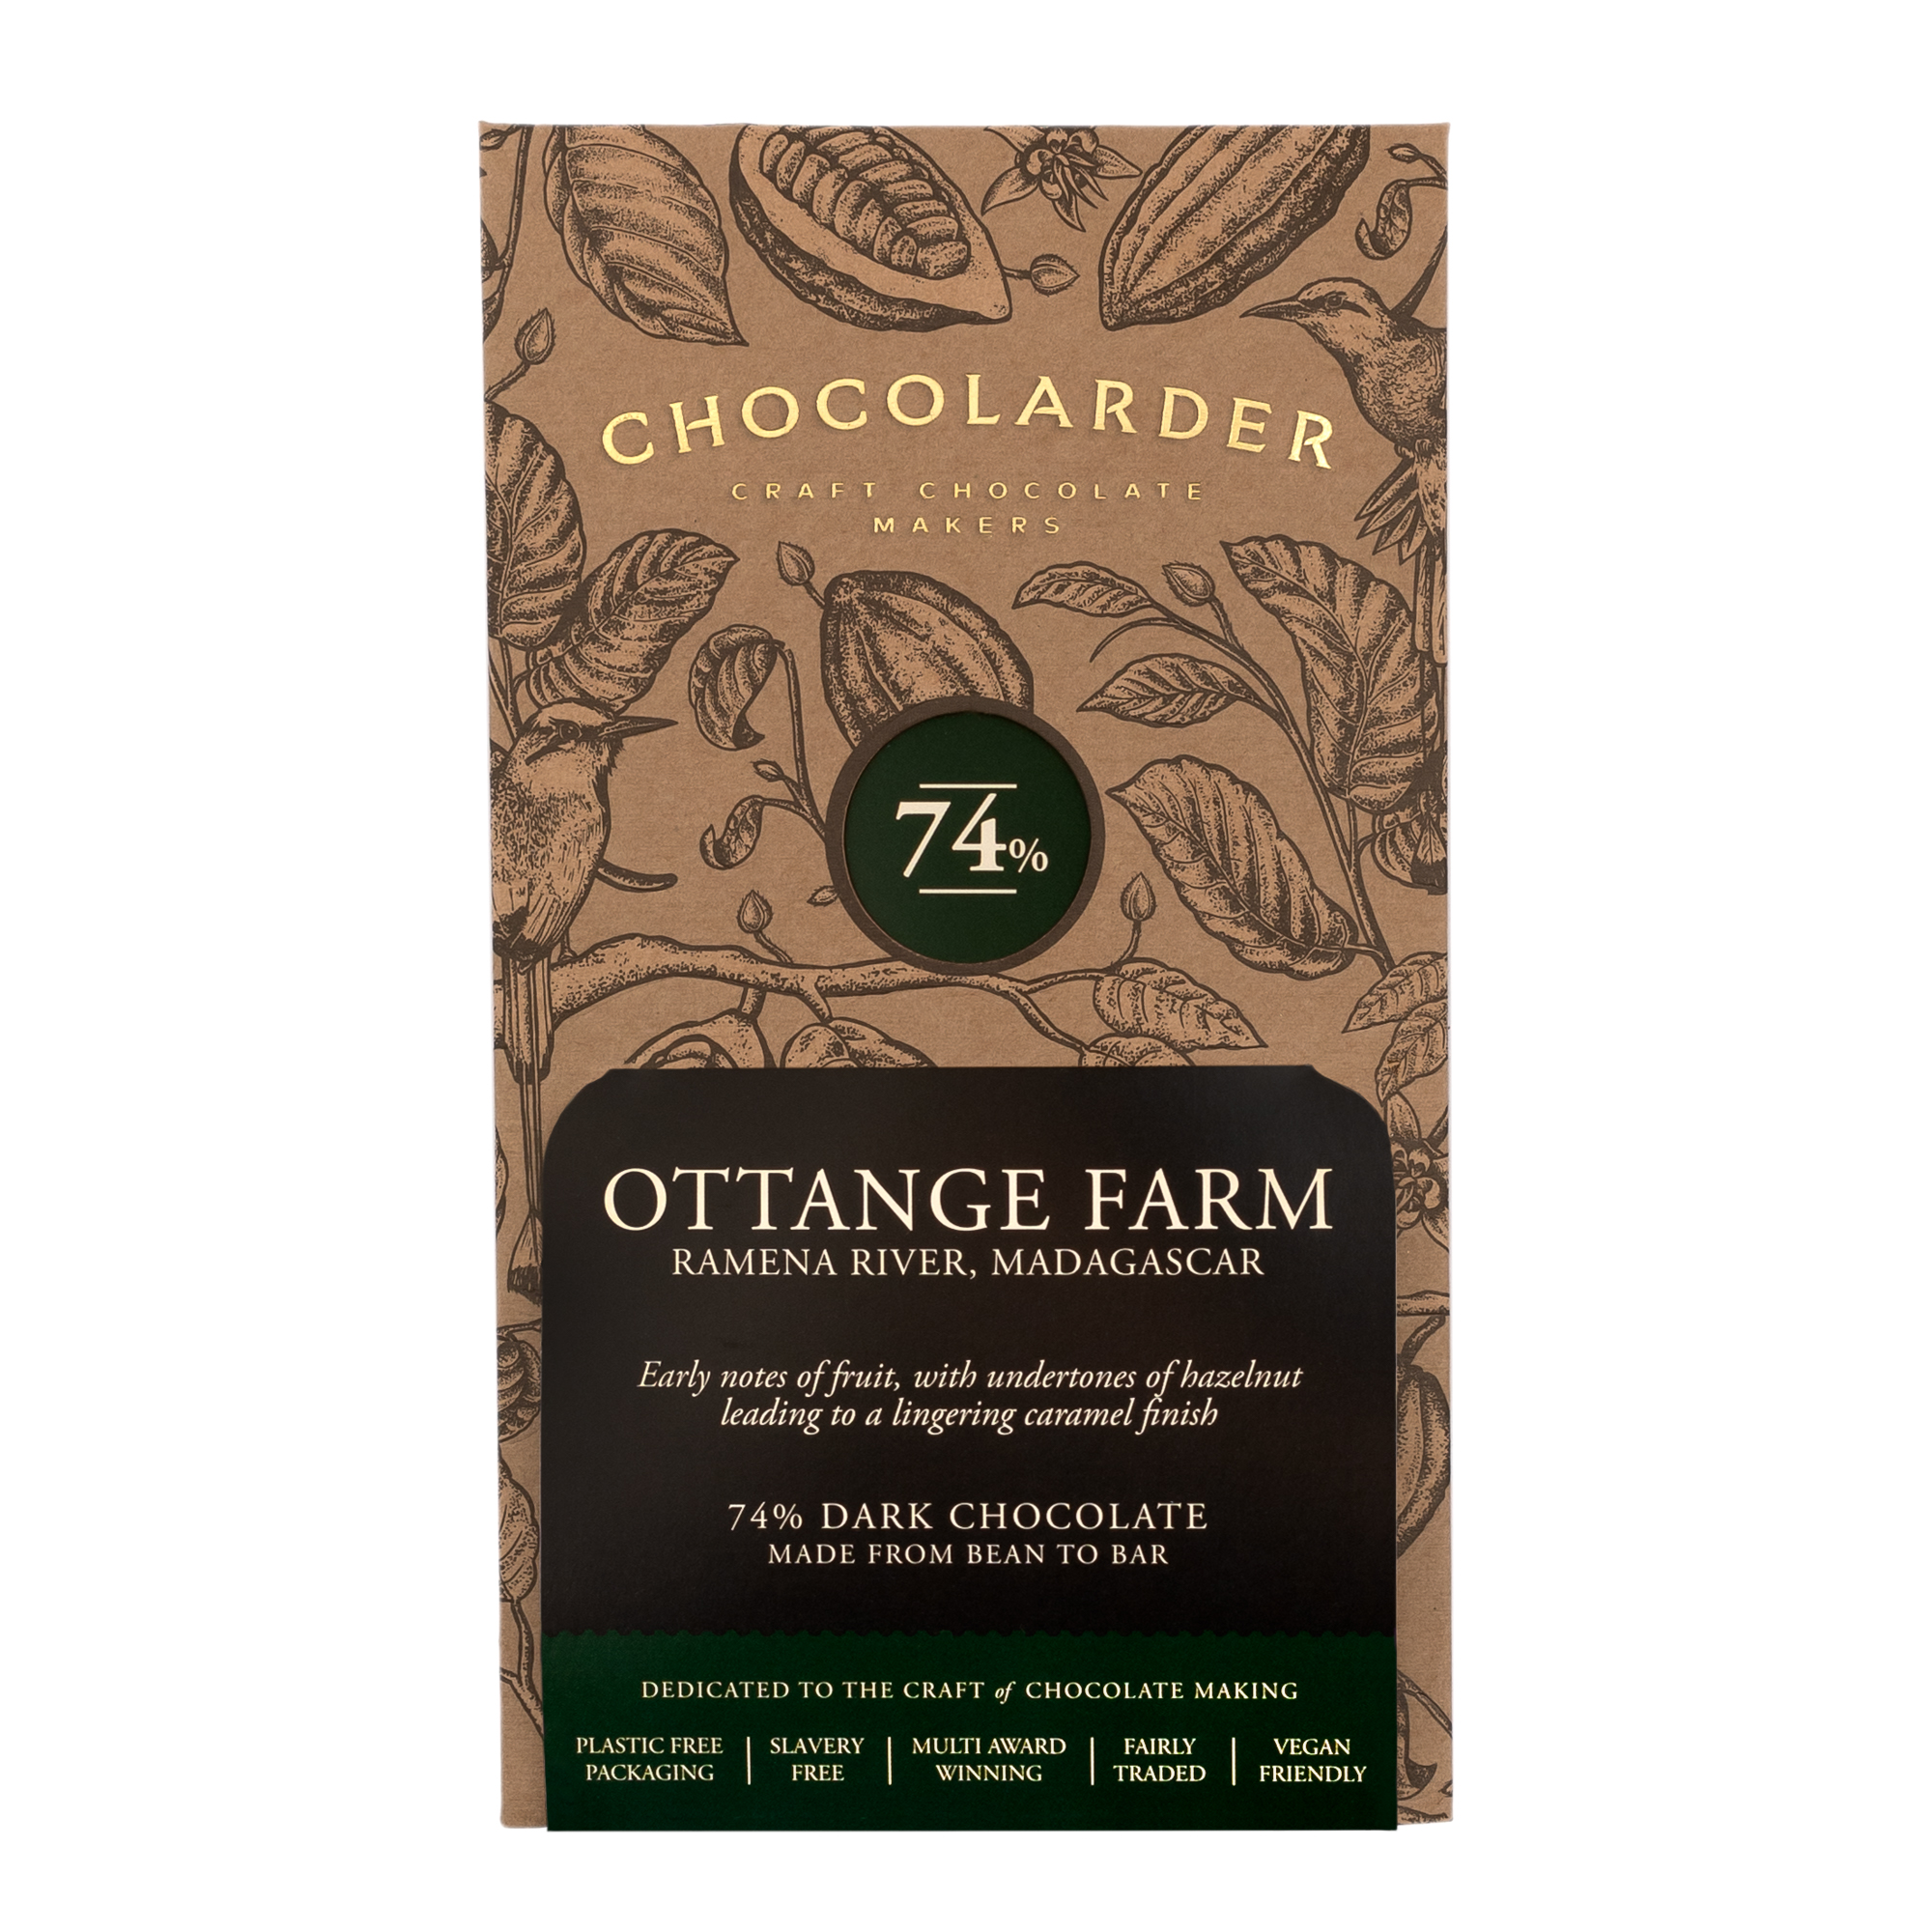 CHOCOLARDER
CRAFT CHOCOLATE
MAKERS
74%
OTTANGE FARM
RAMENA RIVER, MADAGASCAR
Early notes of fruit, with undertones of hazelnut
leading to a lingering caramel finish
74% DARK CHOCOLATE
MADE FROM BEAN TO BAR
DEDICATED TO THE CRAFT of CHOCOLATE MAKING
PLASTIC FREE
PACKAGING
SLAVERY
FREE
MULTI AWARD
WINNING
FAIRLY
TRADED
VEGAN
FRIENDLY